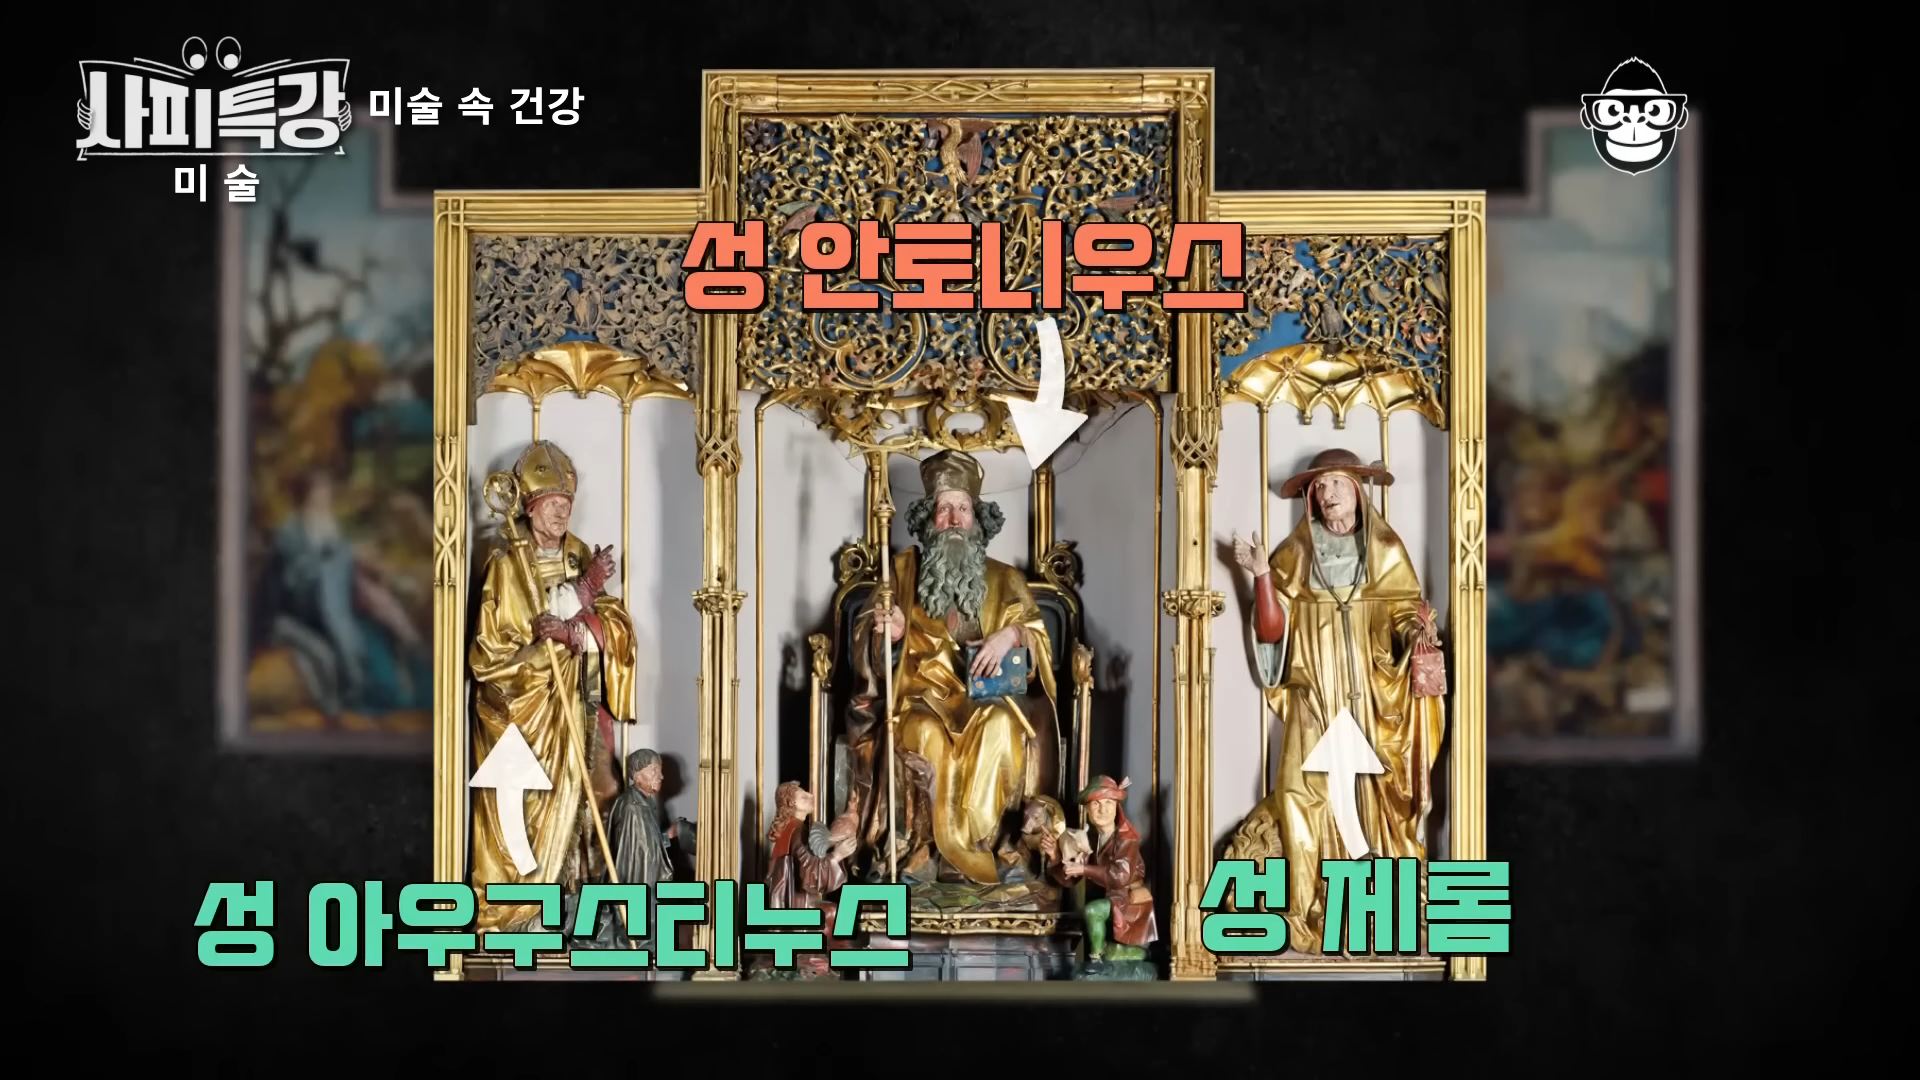 사피특강
미술 속 건강
미술
성 안토니우스
성 아우구스티누스
성 제롬